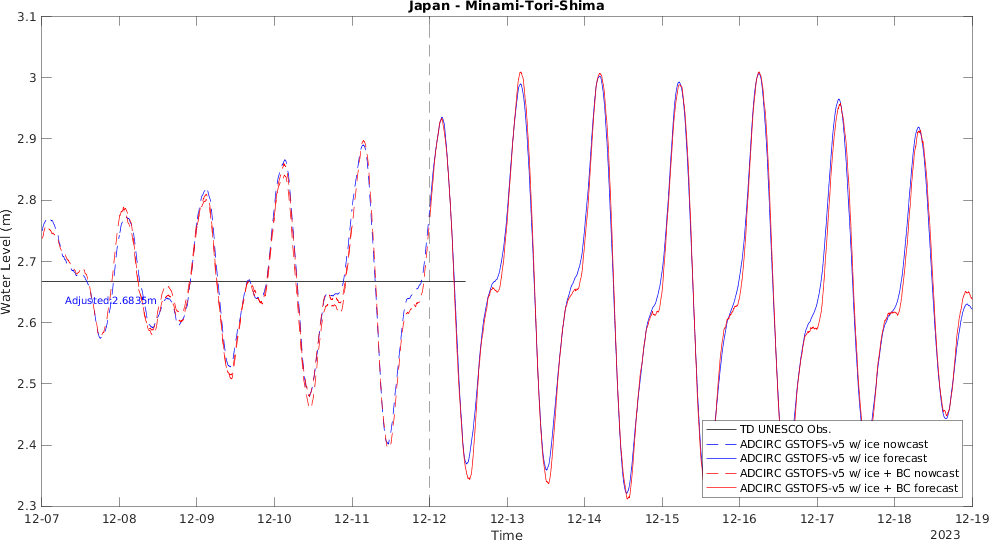 Japan - Minami-Tori-Shima
Water Level (m)
3.1
3
2.9
2.8
2.7
2.6
2.5
2.4
2.3
Adjusted:2.6835m
TD UNESCO Obs.
ADCIRC GSTOFS-v5 w/ ice nowcast
ADCIRC GSTOFS-v5 w/ ice forecast
ADCIRC GSTOFS-v5 w/ ice + BC nowcast
ADCIRC GSTOFS-v5 w/ ice + BC forecast
12-07 12-08 12-09 12-10 12-11 12-12 12-13 12-14 12-15 12-16 12-17 12-18 12-19
Time
2023